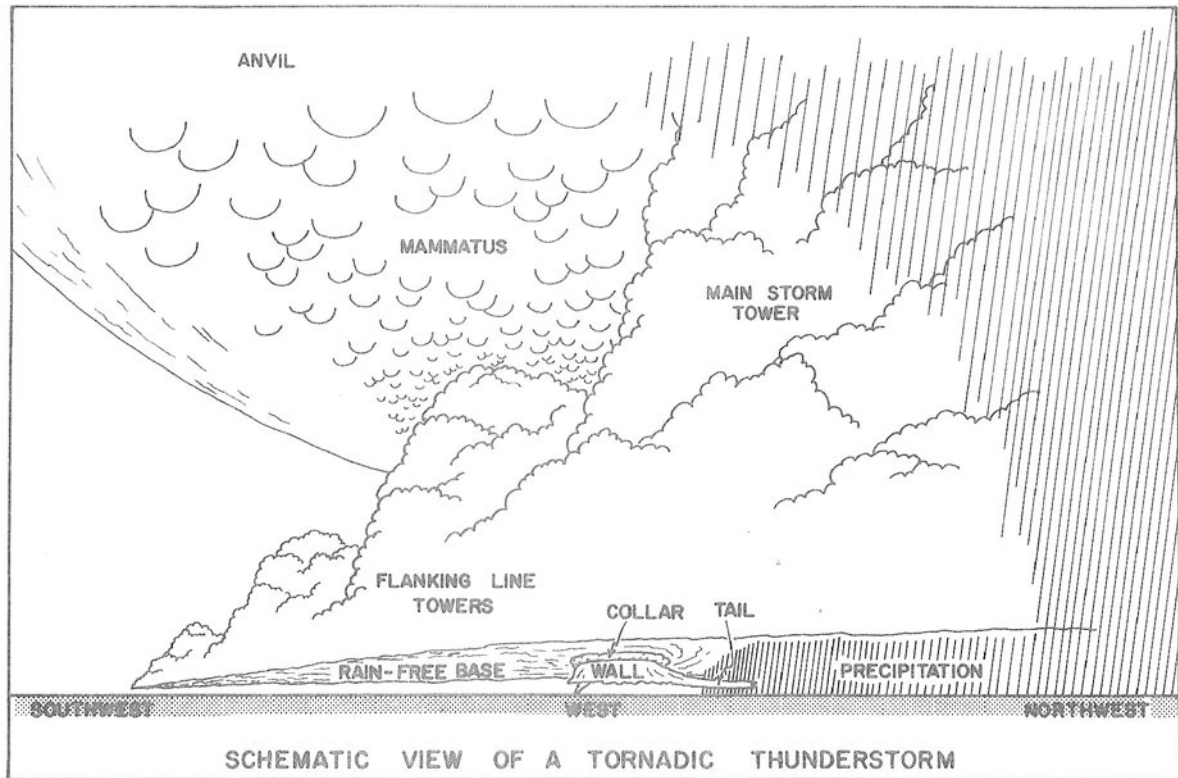 ANVIL
MAMMATUS
MAIN STORM
TOWER
FLANKING LINE
TOWERS
COLLAR
TAIL
RAIN-FREE BASE
WALL
PRECIPITATION
SOUTHWEST
WEST
NORTHWEST
SCHEMATIC VIEW OF A TORNADIC THUNDERSTORM